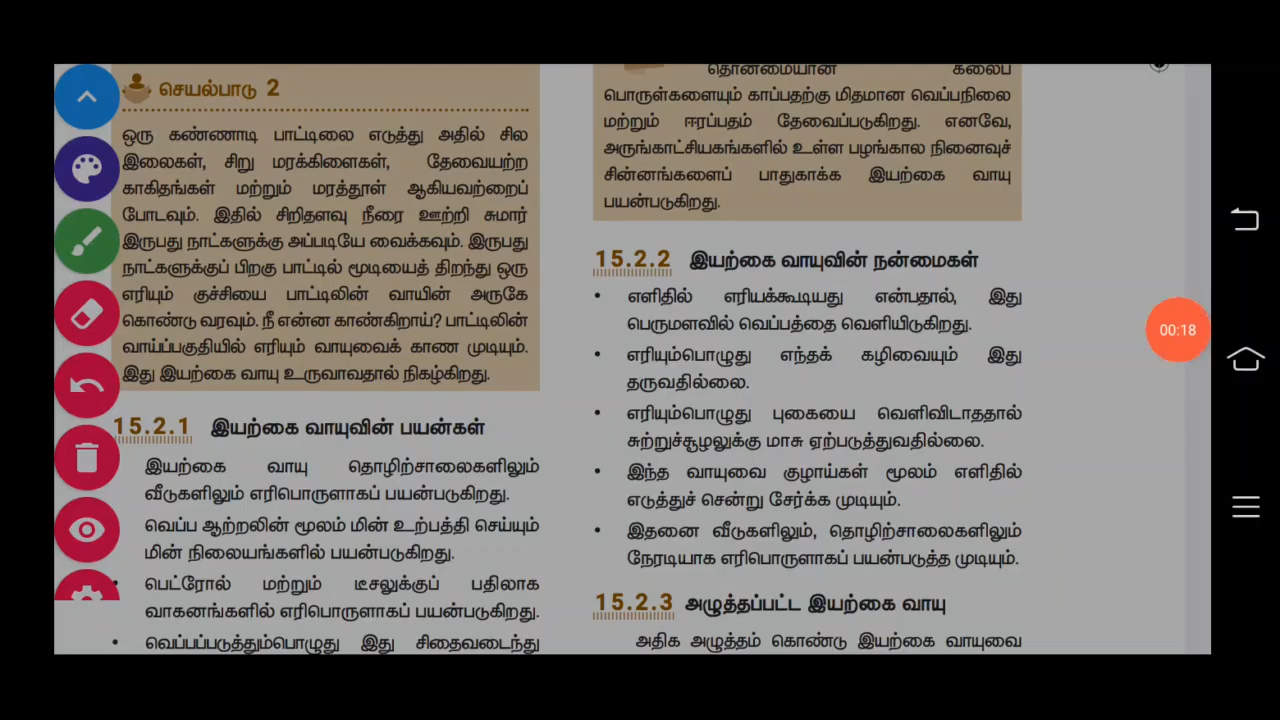 செயல்பாடு 2
ஒரு கண்ணாடி பாட்டிலை எடுத்து அதில் சில
இலைகள், சிறு மரக்கிளைகள், தேவையற்ற
காகிதங்கள் மற்றும் மரத்தூள் ஆகியவற்றைப்
போடவும். இதில் சிறிதளவு நீரை ஊற்றி சுமார்
இருபது நாட்களுக்கு அப்படியே வைக்கவும். இருபது
நாட்களுக்குப் பிறகு பாட்டில் மூடியைத் திறந்து ஒரு
எரியும் குச்சியை பாட்டிலின் வாயின் அருகே
கொண்டு வரவும். நீ என்ன காண்கிறாய்? பாட்டிலின்
வாய்ப்பகுதியில் எரியும் வாயுவைக் காண முடியும்.
இது இயற்கை வாயு உருவாவதால் நிகழ்கிறது.
15.2.1 இயற்கை வாயுவின் பயன்கள்
இயற்கை வாயு தொழிற்சாலைகளிலும்
வீடுகளிலும் எரிபொருளாகப் பயன்படுகிறது.
வெப்ப ஆற்றலின் மூலம் மின் உற்பத்தி செய்யும்
மின் நிலையங்களில் பயன்படுகிறது.
• பெட்ரோல் மற்றும் டீசலுக்குப் பதிலாக
வாகனங்களில் எரிபொருளாகப் பயன்படுகிறது.
• வெப்பப்படுத்தும்பொழுது இது சிதைவடைந்து
தொன்மையான கலைப்
பொருள்களையும் காப்பதற்கு மிதமான வெப்பநிலை
மற்றும் ஈரப்பதம் தேவைப்படுகிறது. எனவே,
அருங்காட்சியகங்களில் உள்ள பழங்கால நினைவுச்
சின்னங்களைப் பாதுகாக்க இயற்கை வாயு
பயன்படுகிறது.
15.2.2 இயற்கை வாயுவின் நன்மைகள்
• எளிதில் எரியக்கூடியது என்பதால், இது
பெருமளவில் வெப்பத்தை வெளியிடுகிறது.
• எரியும்பொழுது எந்தக் கழிவையும் இது
தருவதில்லை.
• எரியும்பொழுது புகையை வெளிவிடாததால்
சுற்றுச்சூழலுக்கு மாசு ஏற்படுத்துவதில்லை.
• இந்த வாயுவை குழாய்கள் மூலம் எளிதில்
எடுத்துச் சென்று சேர்க்க முடியும்.
• இதனை வீடுகளிலும், தொழிற்சாலைகளிலும்
நேரடியாக எரிபொருளாகப் பயன்படுத்த முடியும்.
15.2.3 அழுத்தப்பட்ட இயற்கை வாயு
அதிக அழுத்தம் கொண்டு இயற்கை வாயுவை
00:18